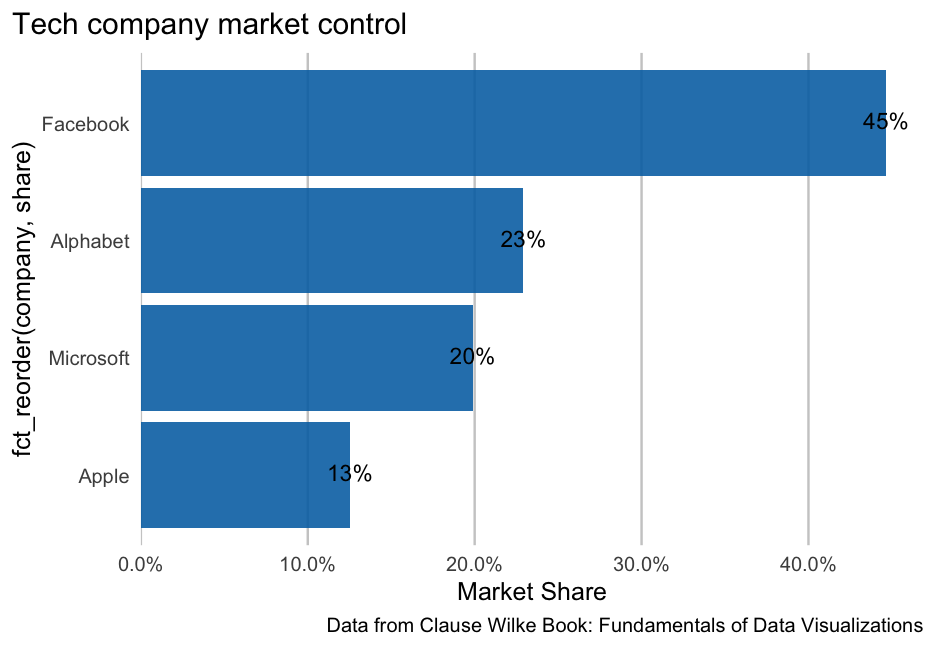 Tech company market control
fct_reorder(company, share)
Facebook
45%
Alphabet
23%
Microsoft
20%
Apple
13%
0.0% 10.0% 20.0% 30.0% 40.0%
Market Share
Data from Clause Wilke Book: Fundamentals of Data Visualizations